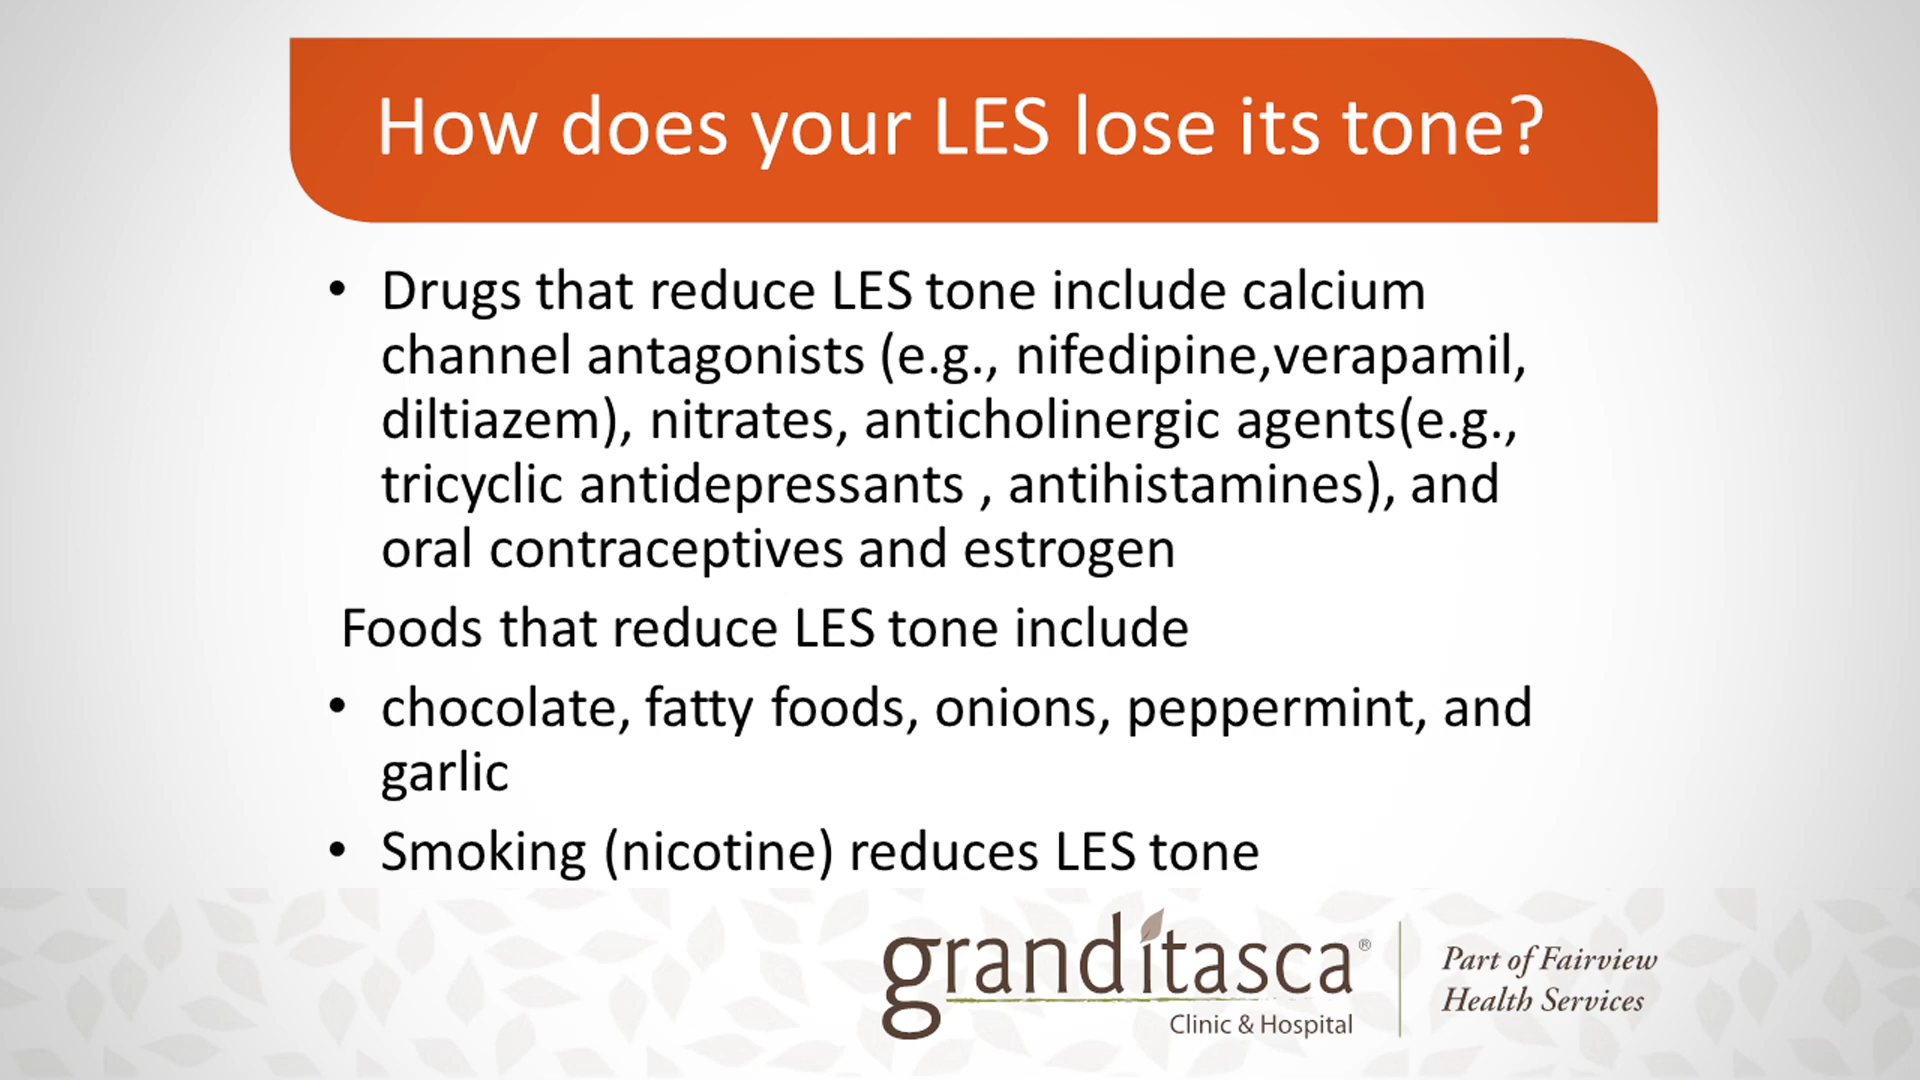 How does your LES lose its tone?
• Drugs that reduce LES tone include calcium
channel antagonists (e.g., nifedipine,verapamil,
diltiazem), nitrates, anticholinergic agents(e.g.,
tricyclic antidepressants , antihistamines), and
oral contraceptives and estrogen
Foods that reduce LES tone include
• chocolate, fatty foods, onions, peppermint, and
garlic
• Smoking (nicotine) reduces LES tone
granditasca®
Clinic & Hospital
Part of Fairview
Health Services